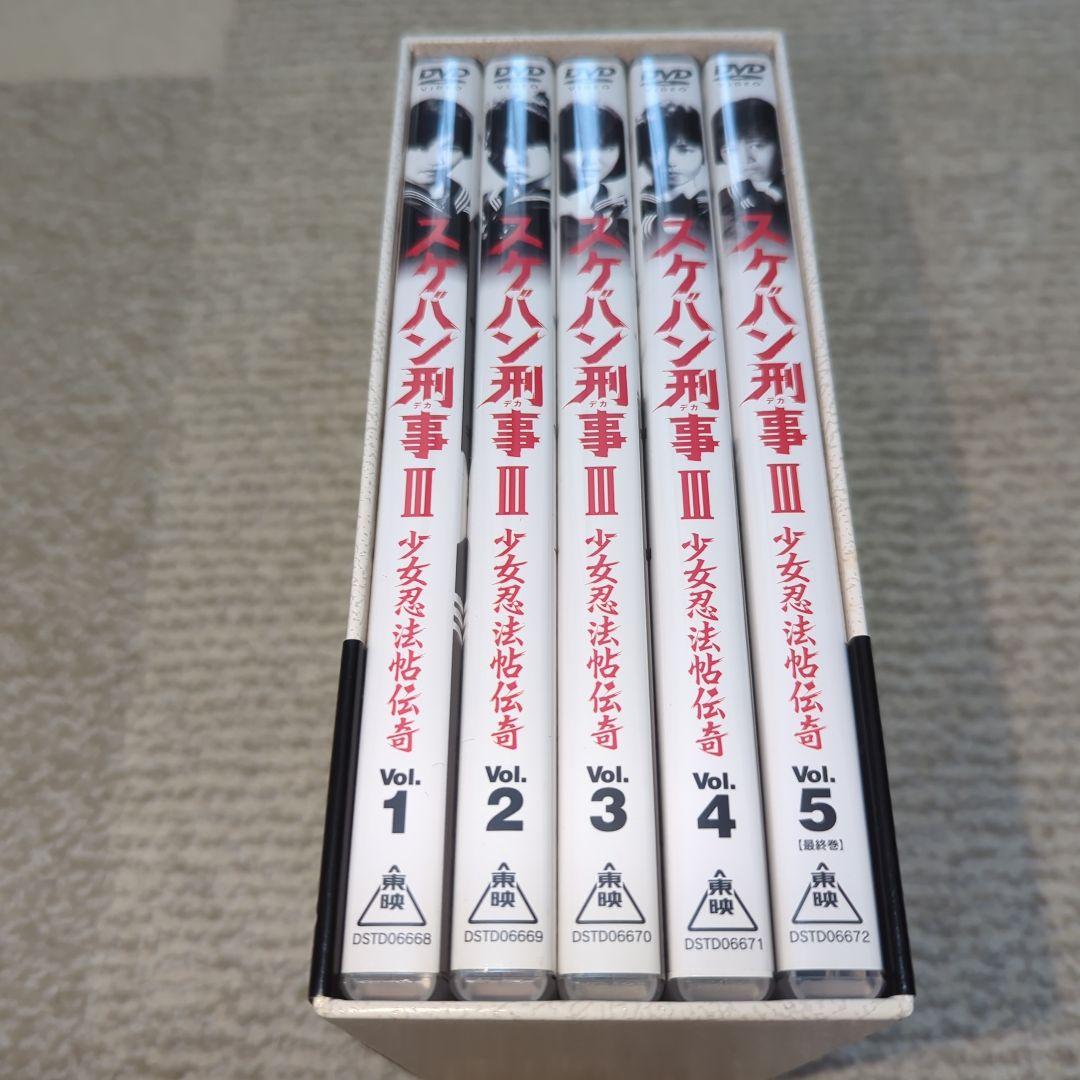 DVD
VIDEO
スケバン刑事
デカ
III
少女忍法帖伝奇
Vol.
1
東映
DSTD06668
DVD
VIDEO
スケバン刑事
デカ
III
少女忍法帖伝奇
Vol.
2
東映
DSTD06669
DVD
VIDEO
スケバン刑事
デカ
III
少女忍法帖伝奇
Vol.
3
東映
DSTD06670
DVD
VIDEO
スケバン刑事
デカ
III
少女忍法帖伝奇
Vol.
4
東映
DSTD06671
DVD
VIDEO
スケバン刑事
デカ
III
少女忍法帖伝奇
Vol.
5
【最終巻】
東映
DSTD06672